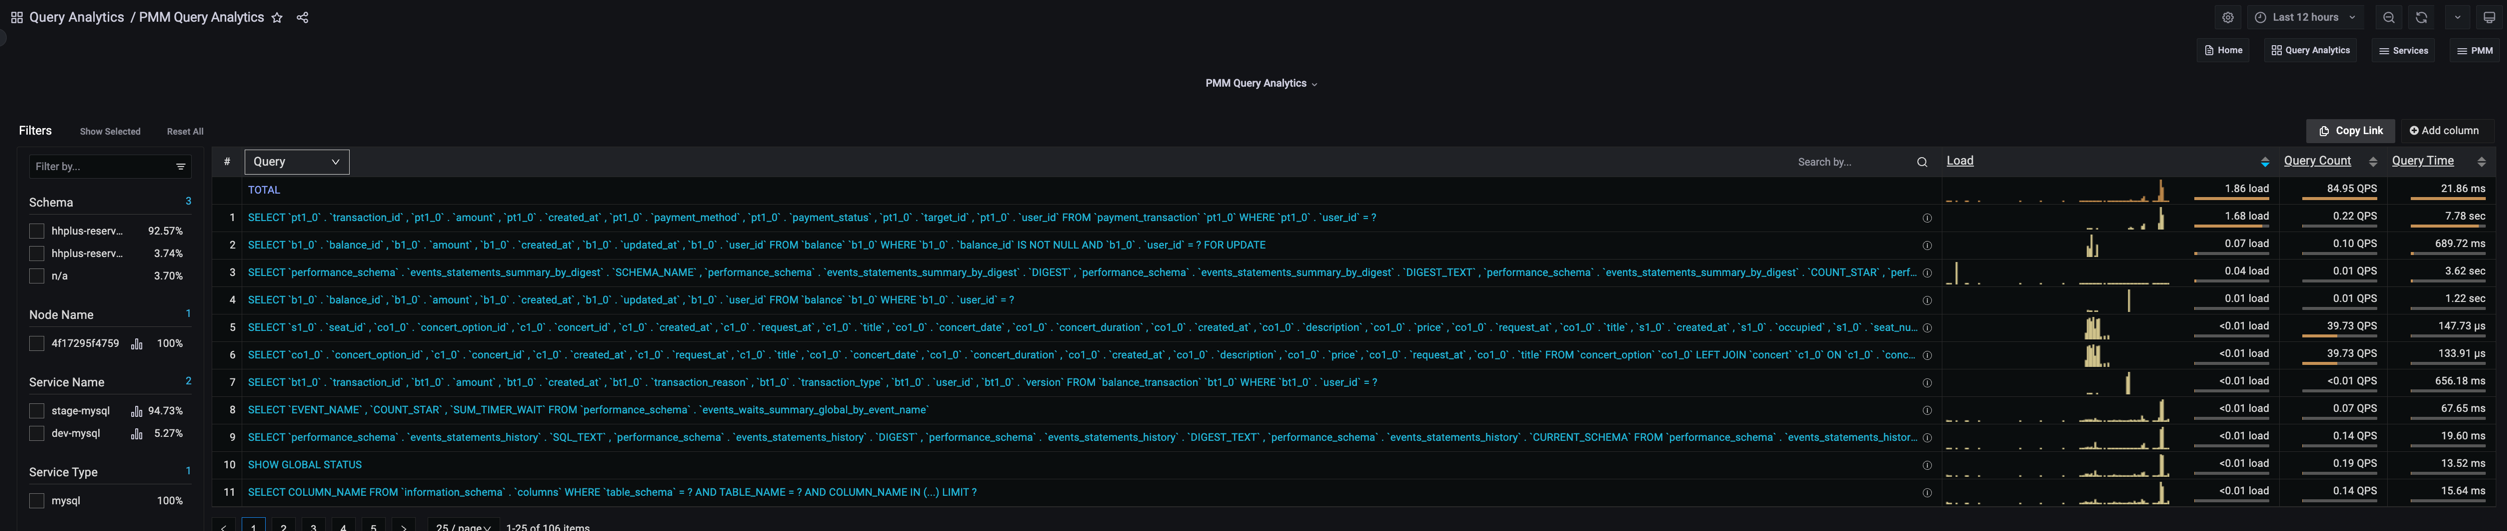 Query Analytics / PMM Query Analytics
Last 12 hours
Home
Query Analytics
Services
PMM
PMM Query Analytics
Filters Show Selected Reset All
Copy Link
Add column
Filter by...
Schema 3
hhplus-reserv... 92.57%
hhplus-reserv... 3.74%
n/a 3.70%
Node Name 1
4f17295f4759 100%
Service Name 2
stage-mysql 94.73%
dev-mysql 5.27%
Service Type 1
mysql 100%
# Query Search by... Load Query Count Query Time
TOTAL 1.86 load 84.95 QPS 21.86 ms
1 SELECT `pt1_0` . `transaction_id` , `pt1_0` . `amount` , `pt1_0` . `created_at` , `pt1_0` . `payment_method` , `pt1_0` . `payment_status` , `pt1_0` . `target_id` , `pt1_0` . `user_id` FROM `payment_transaction` `pt1_0` WHERE `pt1_0` . `user_id` = ? 1.68 load 0.22 QPS 7.78 sec
2 SELECT `b1_0` . `balance_id` , `b1_0` . `amount` , `b1_0` . `created_at` , `b1_0` . `updated_at` , `b1_0` . `user_id` FROM `balance` `b1_0` WHERE `b1_0` . `balance_id` IS NOT NULL AND `b1_0` . `user_id` = ? FOR UPDATE 0.07 load 0.10 QPS 689.72 ms
3 SELECT `performance_schema` . `events_statements_summary_by_digest` . `SCHEMA_NAME` , `performance_schema` . `events_statements_summary_by_digest` . `DIGEST` , `performance_schema` . `events_statements_summary_by_digest` . `DIGEST_TEXT` , `performance_schema` . `events_statements_summary_by_digest` . `COUNT_STAR` , `perf... 0.04 load 0.01 QPS 3.62 sec
4 SELECT `b1_0` . `balance_id` , `b1_0` . `amount` , `b1_0` . `created_at` , `b1_0` . `updated_at` , `b1_0` . `user_id` FROM `balance` `b1_0` WHERE `b1_0` . `user_id` = ? 0.01 load 0.01 QPS 1.22 sec
5 SELECT `s1_0` . `seat_id` , `co1_0` . `concert_option_id` , `c1_0` . `concert_id` , `c1_0` . `created_at` , `c1_0` . `request_at` , `c1_0` . `title` , `co1_0` . `concert_date` , `co1_0` . `concert_duration` , `co1_0` . `created_at` , `co1_0` . `description` , `co1_0` . `price` , `co1_0` . `request_at` , `co1_0` . `title` , `s1_0` . `created_at` , `s1_0` . `occupied` , `s1_0` . `seat_nu... <0.01 load 39.73 QPS 147.73 µs
6 SELECT `co1_0` . `concert_option_id` , `c1_0` . `concert_id` , `c1_0` . `created_at` , `c1_0` . `request_at` , `c1_0` . `title` , `co1_0` . `concert_date` , `co1_0` . `concert_duration` , `co1_0` . `created_at` , `co1_0` . `description` , `co1_0` . `price` , `co1_0` . `request_at` , `co1_0` . `title` FROM `concert_option` `co1_0` LEFT JOIN `concert` `c1_0` ON `c1_0` . `conc... <0.01 load 39.73 QPS 133.91 µs
7 SELECT `bt1_0` . `transaction_id` , `bt1_0` . `amount` , `bt1_0` . `created_at` , `bt1_0` . `transaction_reason` , `bt1_0` . `transaction_type` , `bt1_0` . `user_id` , `bt1_0` . `version` FROM `balance_transaction` `bt1_0` WHERE `bt1_0` . `user_id` = ? <0.01 load <0.01 QPS 656.18 ms
8 SELECT `EVENT_NAME` , `COUNT_STAR` , `SUM_TIMER_WAIT` FROM `performance_schema` . `events_waits_summary_global_by_event_name` <0.01 load 0.07 QPS 67.65 ms
9 SELECT `performance_schema` . `events_statements_history` . `SQL_TEXT` , `performance_schema` . `events_statements_history` . `DIGEST` , `performance_schema` . `events_statements_history` . `DIGEST_TEXT` , `performance_schema` . `events_statements_history` . `CURRENT_SCHEMA` FROM `performance_schema` . `events_statements_histor... <0.01 load 0.14 QPS 19.60 ms
10 SHOW GLOBAL STATUS <0.01 load 0.19 QPS 13.52 ms
11 SELECT COLUMN_NAME FROM `information_schema` . `columns` WHERE `table_schema` = ? AND TABLE_NAME = ? AND COLUMN_NAME IN (...) LIMIT ? <0.01 load 0.14 QPS 15.64 ms
< 1 2 3 4 5 > 25 / page 1-25 of 106 items